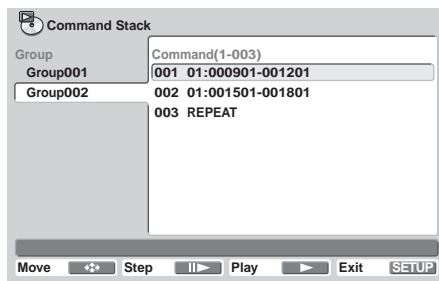 Command Stack
Group
Group001
Group002
Command(1-003)
001 01:000901-001201
002 01:001501-001801
003 REPEAT
Move Step Play Exit SETUP